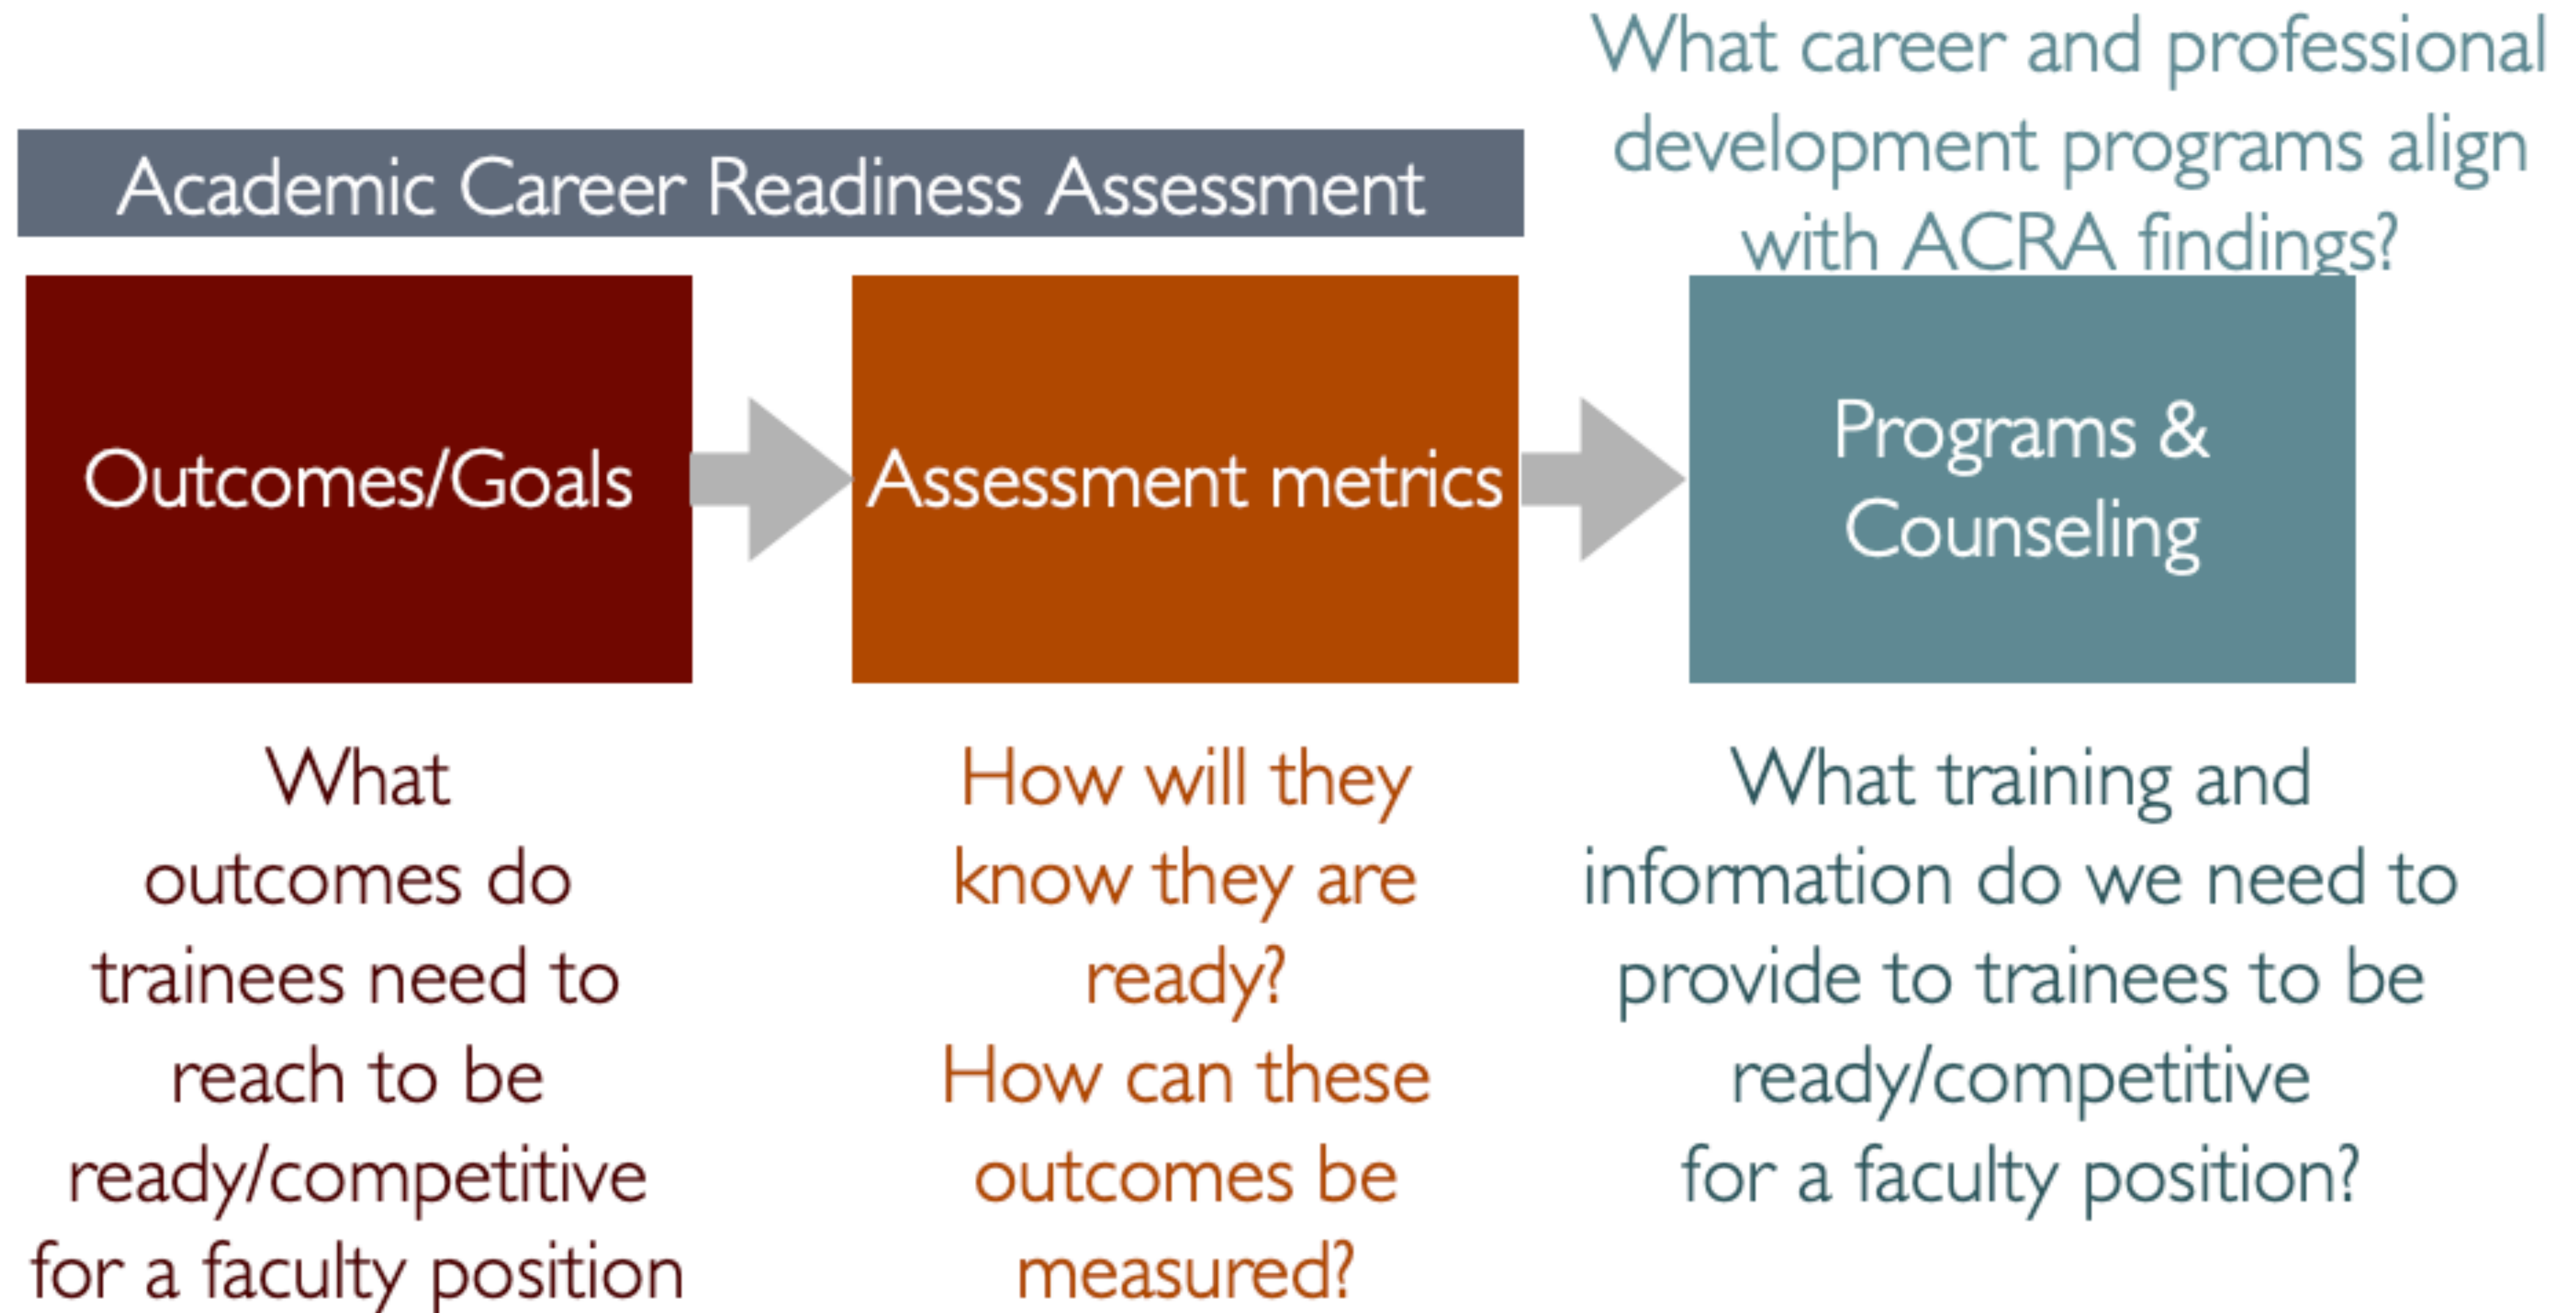 What career and professional
development programs align
with ACRA findings?
Academic Career Readiness Assessment
Outcomes/Goals
Assessment metrics
Programs &
Counseling
What
outcomes do
trainees need to
reach to be
ready/competitive
for a faculty position
How will they
know they are
ready?
How can these
outcomes be
measured?
What training and
information do we need to
provide to trainees to be
ready/competitive
for a faculty position?